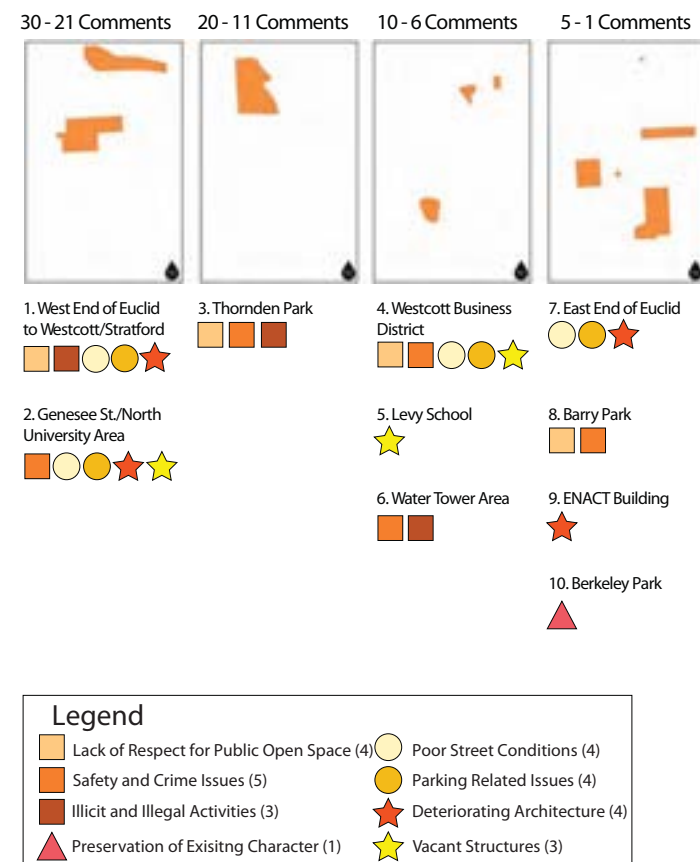 30 - 21 Comments
20 - 11 Comments
10 - 6 Comments
5 - 1 Comments
1. West End of Euclid
to Westcott/Stratford
2. Genesee St./North
University Area
3. Thornden Park
4. Westcott Business
District
5. Levy School
6. Water Tower Area
7. East End of Euclid
8. Barry Park
9. ENACT Building
10. Berkeley Park
Legend
Lack of Respect for Public Open Space (4)
Safety and Crime Issues (5)
Illicit and Illegal Activities (3)
Preservation of Exisitng Character (1)
Poor Street Conditions (4)
Parking Related Issues (4)
Deteriorating Architecture (4)
Vacant Structures (3)